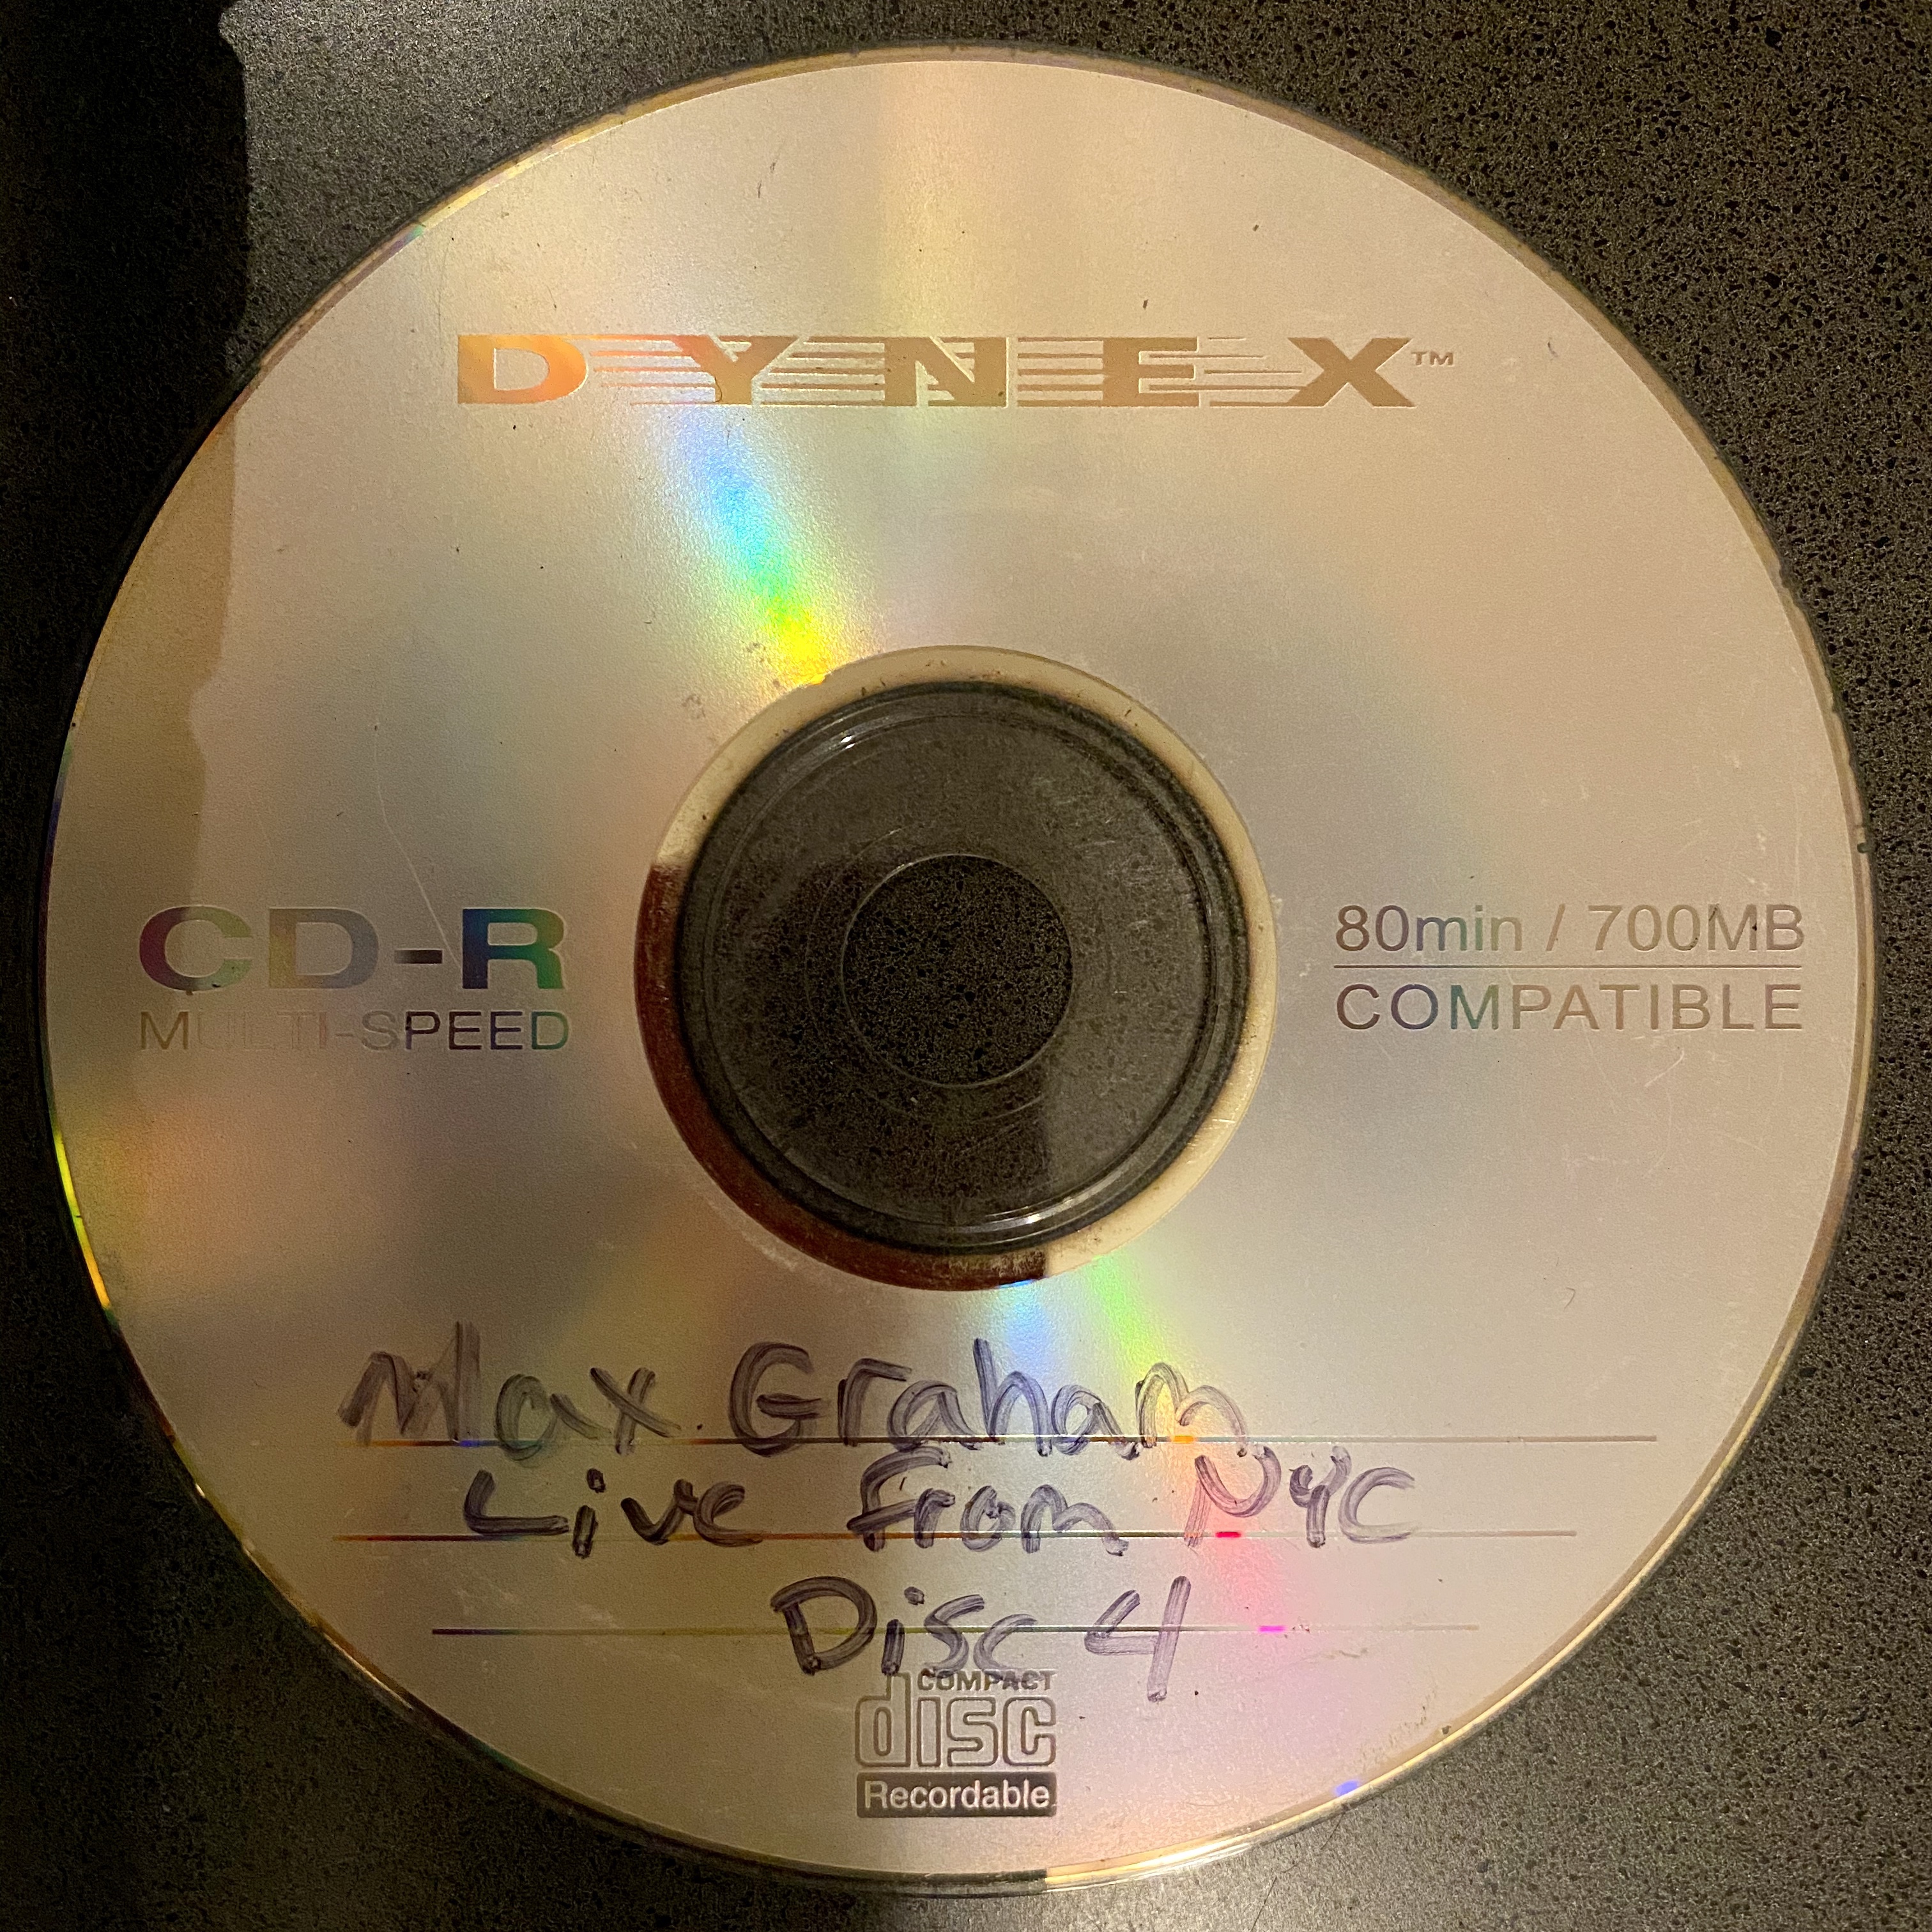 DYNEX™
CD-R
MULTI-SPEED
80min / 700MB
COMPATIBLE
Max Graham
Live From NYC
Disc 4
COMPACT
disc
Recordable